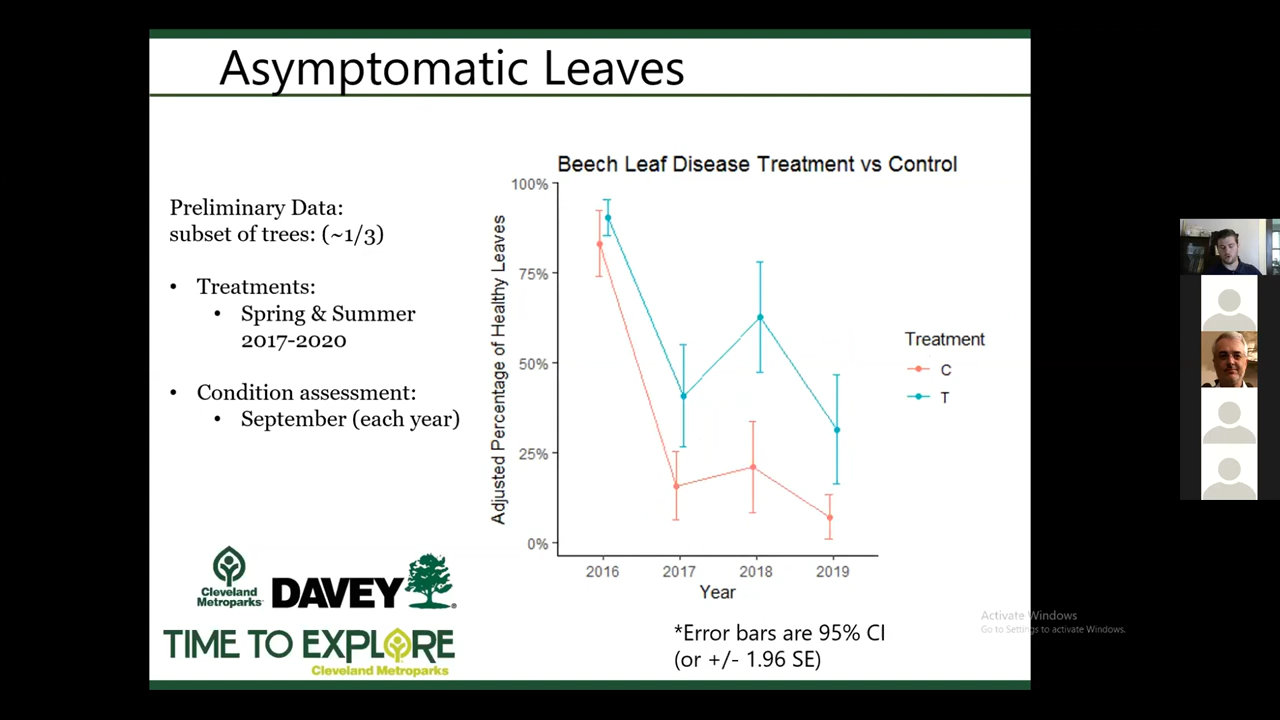 Asymptomatic Leaves
Preliminary Data:
subset of trees: (~1/3)
• Treatments:
• Spring & Summer
2017-2020
• Condition assessment:
• September (each year)
Beech Leaf Disease Treatment vs Control
Adjusted Percentage of Healthy Leaves
100%
75%
50%
25%
0%
2016 2017 2018 2019
Year
Treatment
C
T
*Error bars are 95% CI
(or +/- 1.96 SE)
Cleveland
Metroparks
DAVEY
TIME TO EXPLORE
Cleveland Metroparks
Activate Windows
Go to Settings to activate Windows.